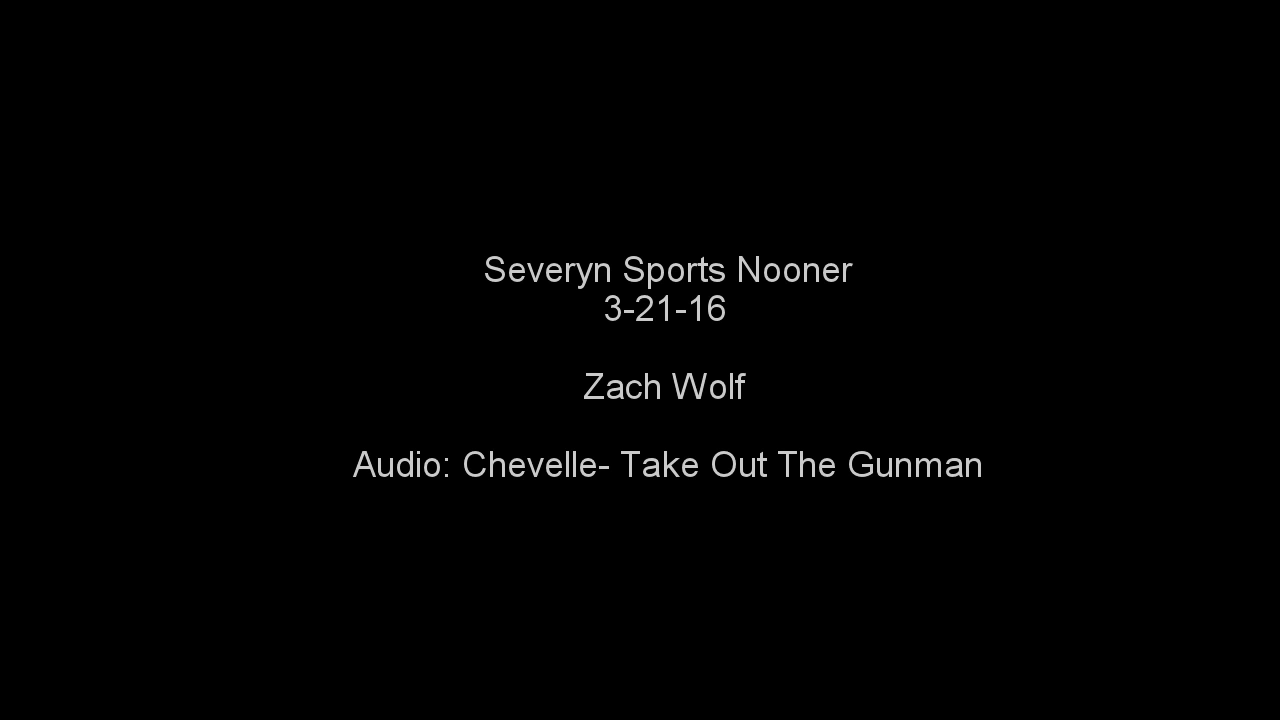 Severyn Sports Nooner
3-21-16
Zach Wolf
Audio: Chevelle- Take Out The Gunman